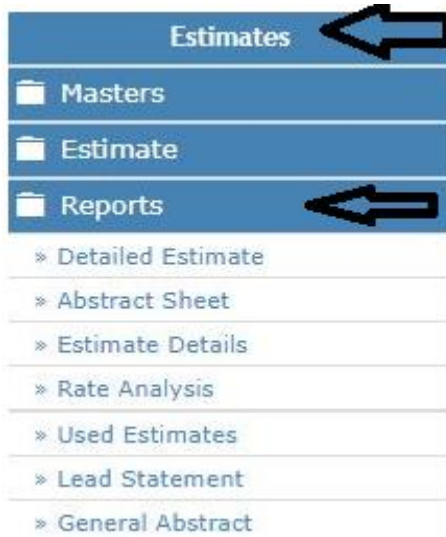 Estimates
Masters
Estimate
Reports
» Detailed Estimate
» Abstract Sheet
» Estimate Details
» Rate Analysis
» Used Estimates
» Lead Statement
» General Abstract